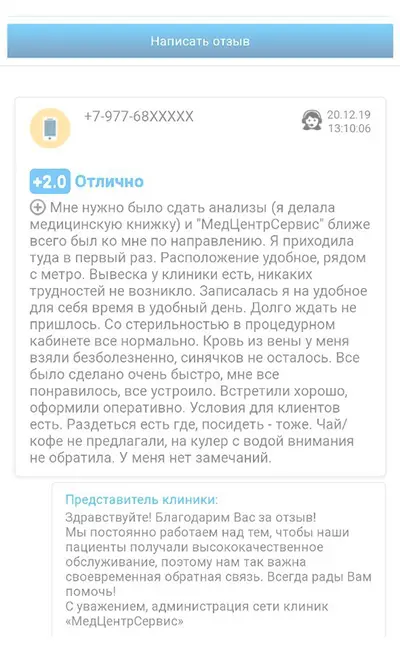 Написать отзыв
+7-977-68XXXXX
20.12.19
13:10:06
+2.0 Отлично
Мне нужно было сдать анализы (я делала
медицинскую книжку) и "МедЦентрСервис" ближе
всего был ко мне по направлению. Я приходила
туда в первый раз. Расположение удобное, рядом
с метро. Вывеска у клиники есть, никаких
трудностей не возникло. Записалась я на удобное
для себя время в удобный день. Долго ждать не
пришлось. Со стерильностью в процедурном
кабинете все нормально. Кровь из вены у меня
взяли безболезненно, синячков не осталось. Все
было сделано очень быстро, мне все
понравилось, все устроило. Встретили хорошо,
оформили оперативно. Условия для клиентов
есть. Раздеться есть где, посидеть - тоже. Чай/
кофе не предлагали, на кулер с водой внимания
не обратила. У меня нет замечаний.
Представитель клиники:
Здравствуйте! Благодарим Вас за отзыв!
Мы постоянно работаем над тем, чтобы наши
пациенты получали высококачественное
обслуживание, поэтому нам так важна
своевременная обратная связь. Всегда рады Вам
помочь!
С уважением, администрация сети клиник
«МедЦентрСервис»